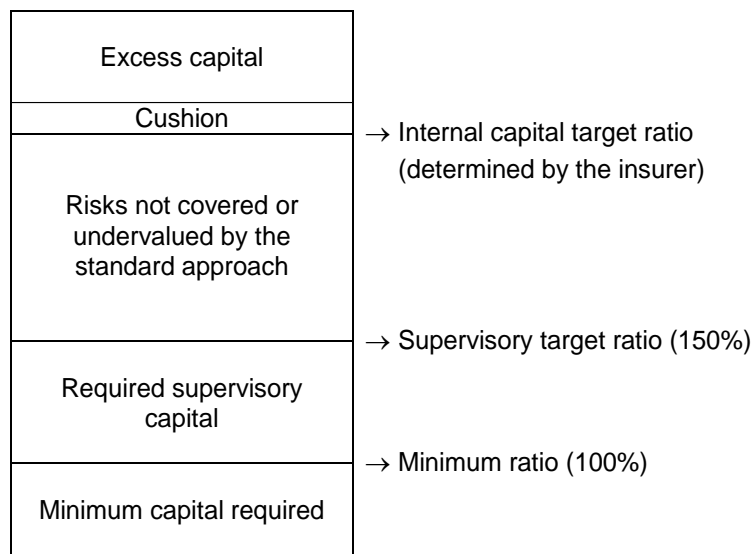 Excess capital
Cushion
→ Internal capital target ratio
(determined by the insurer)
Risks not covered or
undervalued by the
standard approach
→ Supervisory target ratio (150%)
Required supervisory
capital
→ Minimum ratio (100%)
Minimum capital required